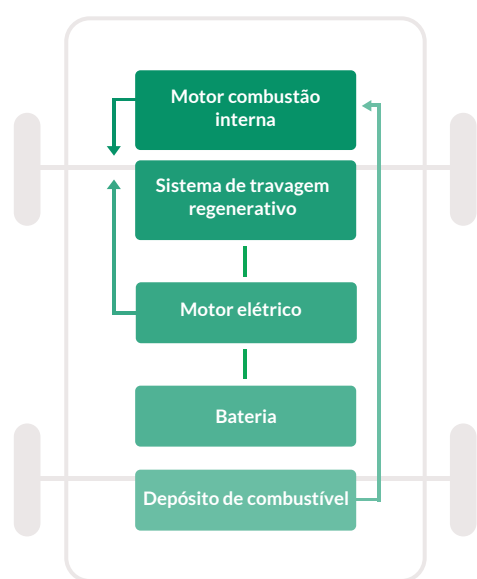 Motor combustão
interna
Sistema de travagem
regenerativo
Motor elétrico
Bateria
Depósito de combustível